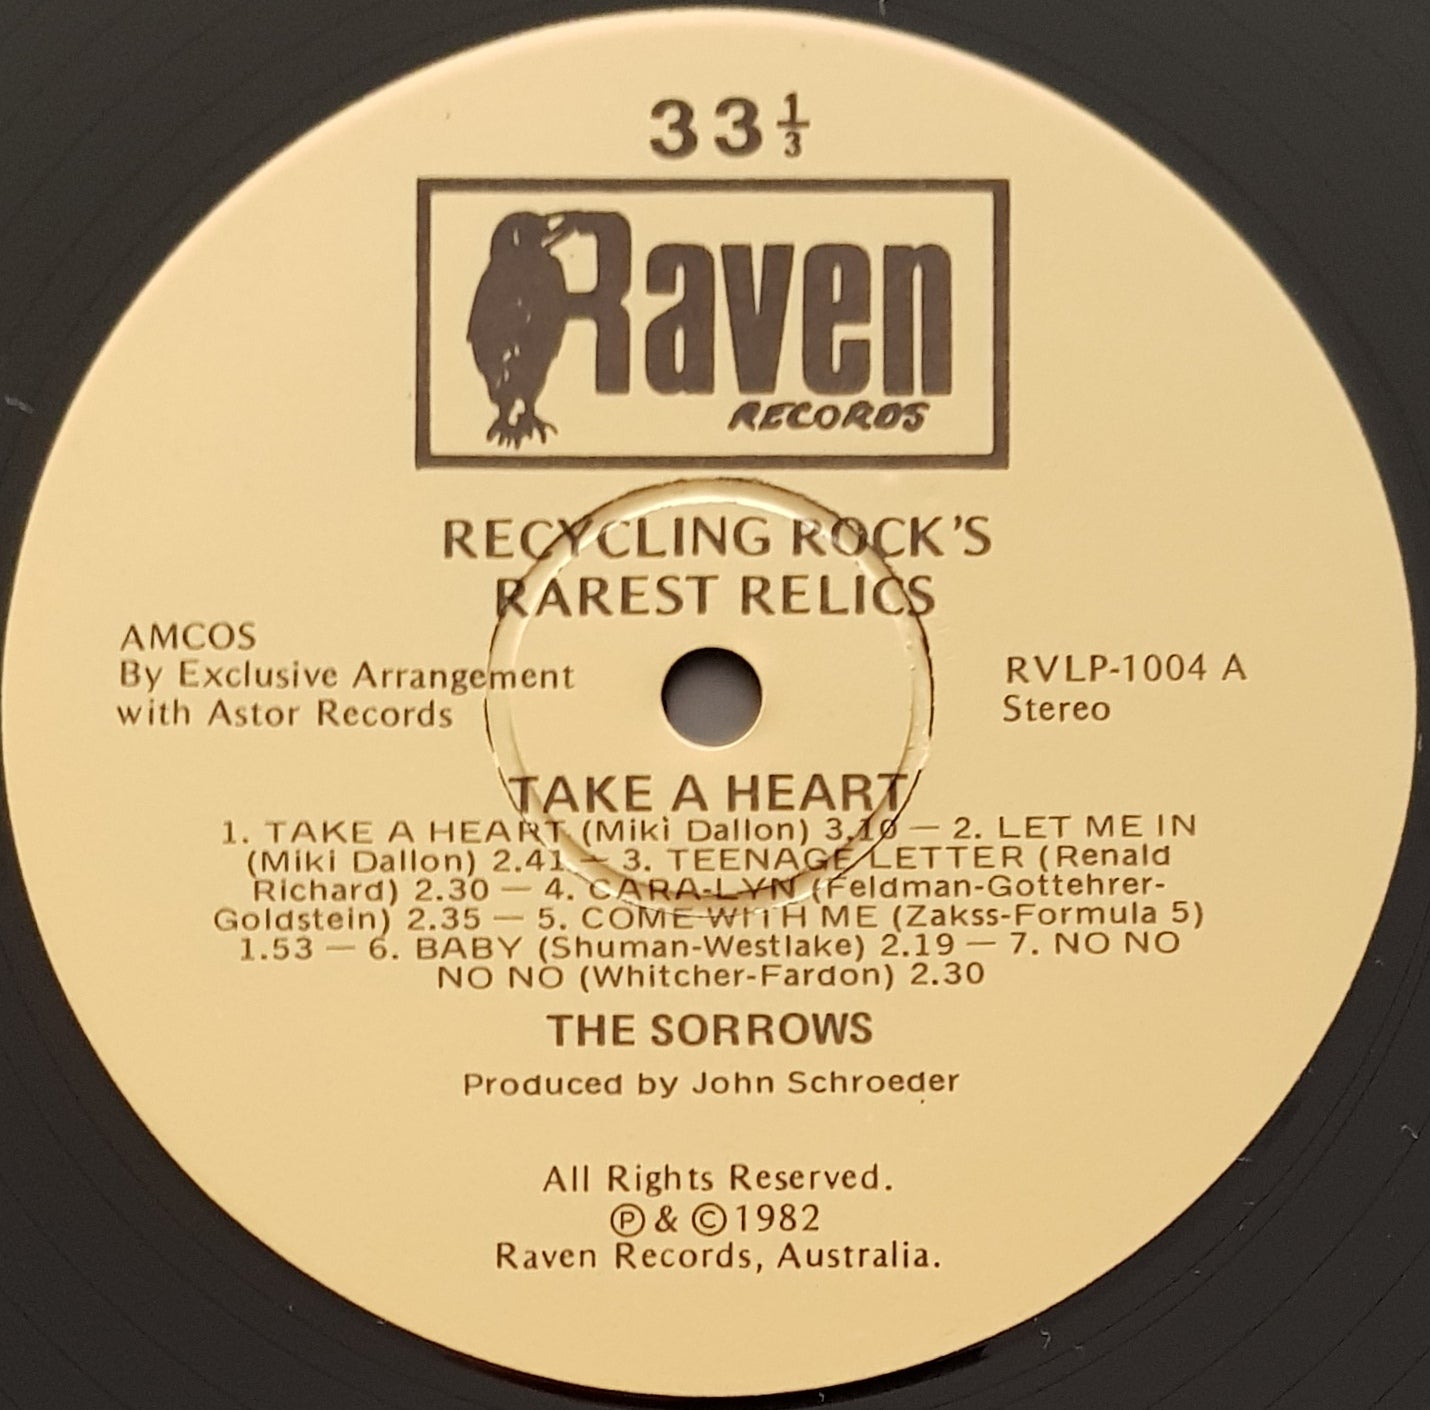 33 1/3
Raven
RECORDS
RECYCLING ROCK'S
RAREST RELICS
AMCOS
By Exclusive Arrangement
with Astor Records
RVLP-1004 A
Stereo
TAKE A HEART
1. TAKE A HEART (Miki Dallon) 3.10 — 2. LET ME IN
(Miki Dallon) 2.41 — 3. TEENAGE LETTER (Renald
Richard) 2.30 — 4. CARA-LYN (Feldman-Gottehrer-
Goldstein) 2.35 — 5. COME WITH ME (Zakss-Formula 5)
1.53 — 6. BABY (Shuman-Westlake) 2.19 — 7. NO NO
NO NO (Whitcher-Fardon) 2.30
THE SORROWS
Produced by John Schroeder
All Rights Reserved.
Ⓟ & © 1982
Raven Records, Australia.